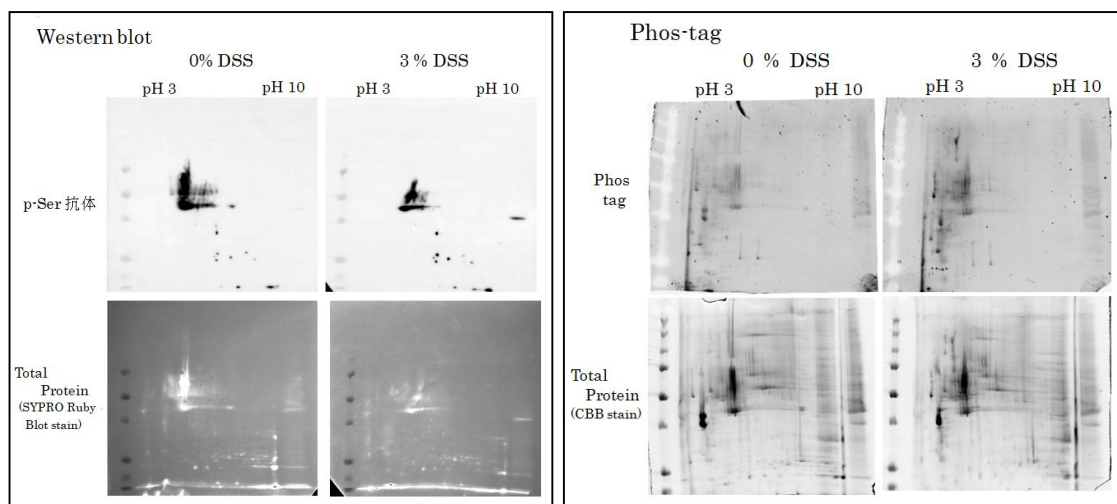 Western blot
0% DSS
3 % DSS
pH 3
pH 10
pH 3
pH 10
p-Ser 抗体
Total
Protein
(SYPRO Ruby
Blot stain)
Phos-tag
0 % DSS
3 % DSS
pH 3
pH 10
pH 3
pH 10
Phos
tag
Total
Protein
(CBB stain)